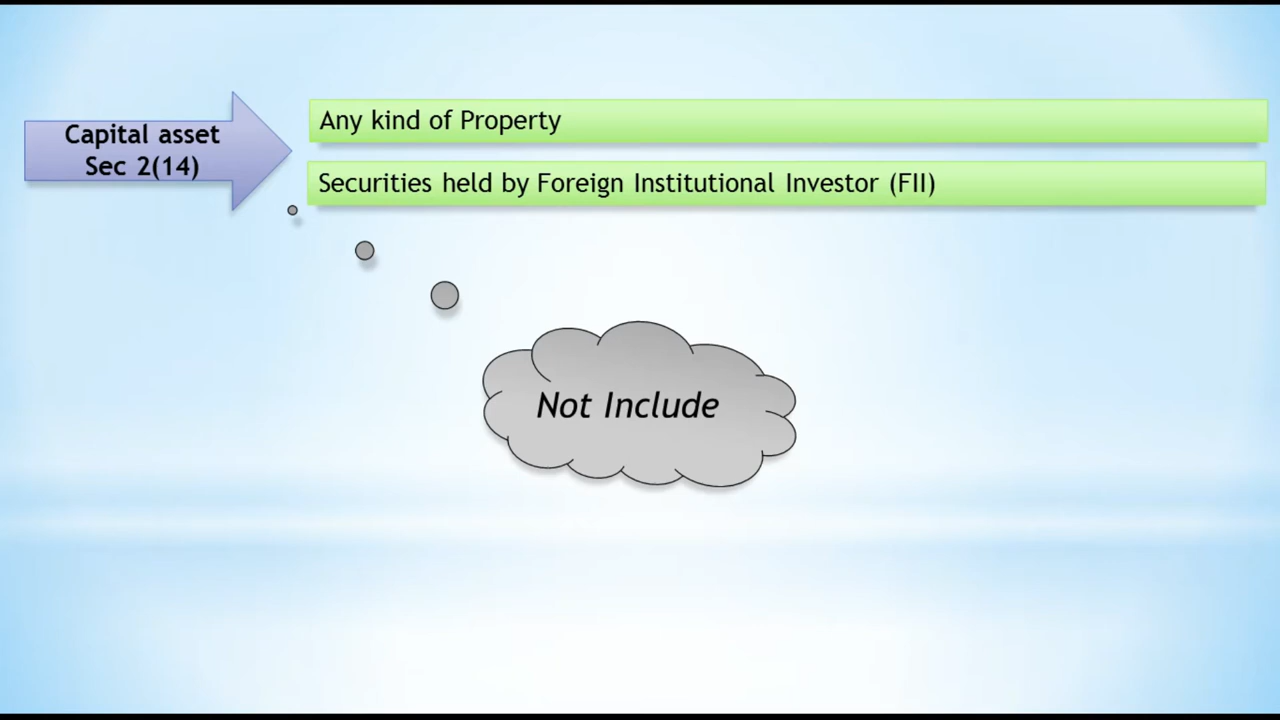 Capital asset
Sec 2(14)
Any kind of Property
Securities held by Foreign Institutional Investor (FII)
Not Include